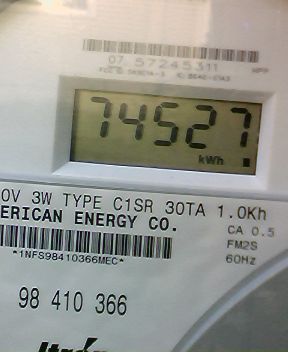 07 57245311
74527
kWh
0V 3W TYPE C1SR 30TA 1.0Kh
ERICAN ENERGY CO.
CA 0.5
FM2S
60Hz
*1NFS98410366MEC*
98 410 366
Itron